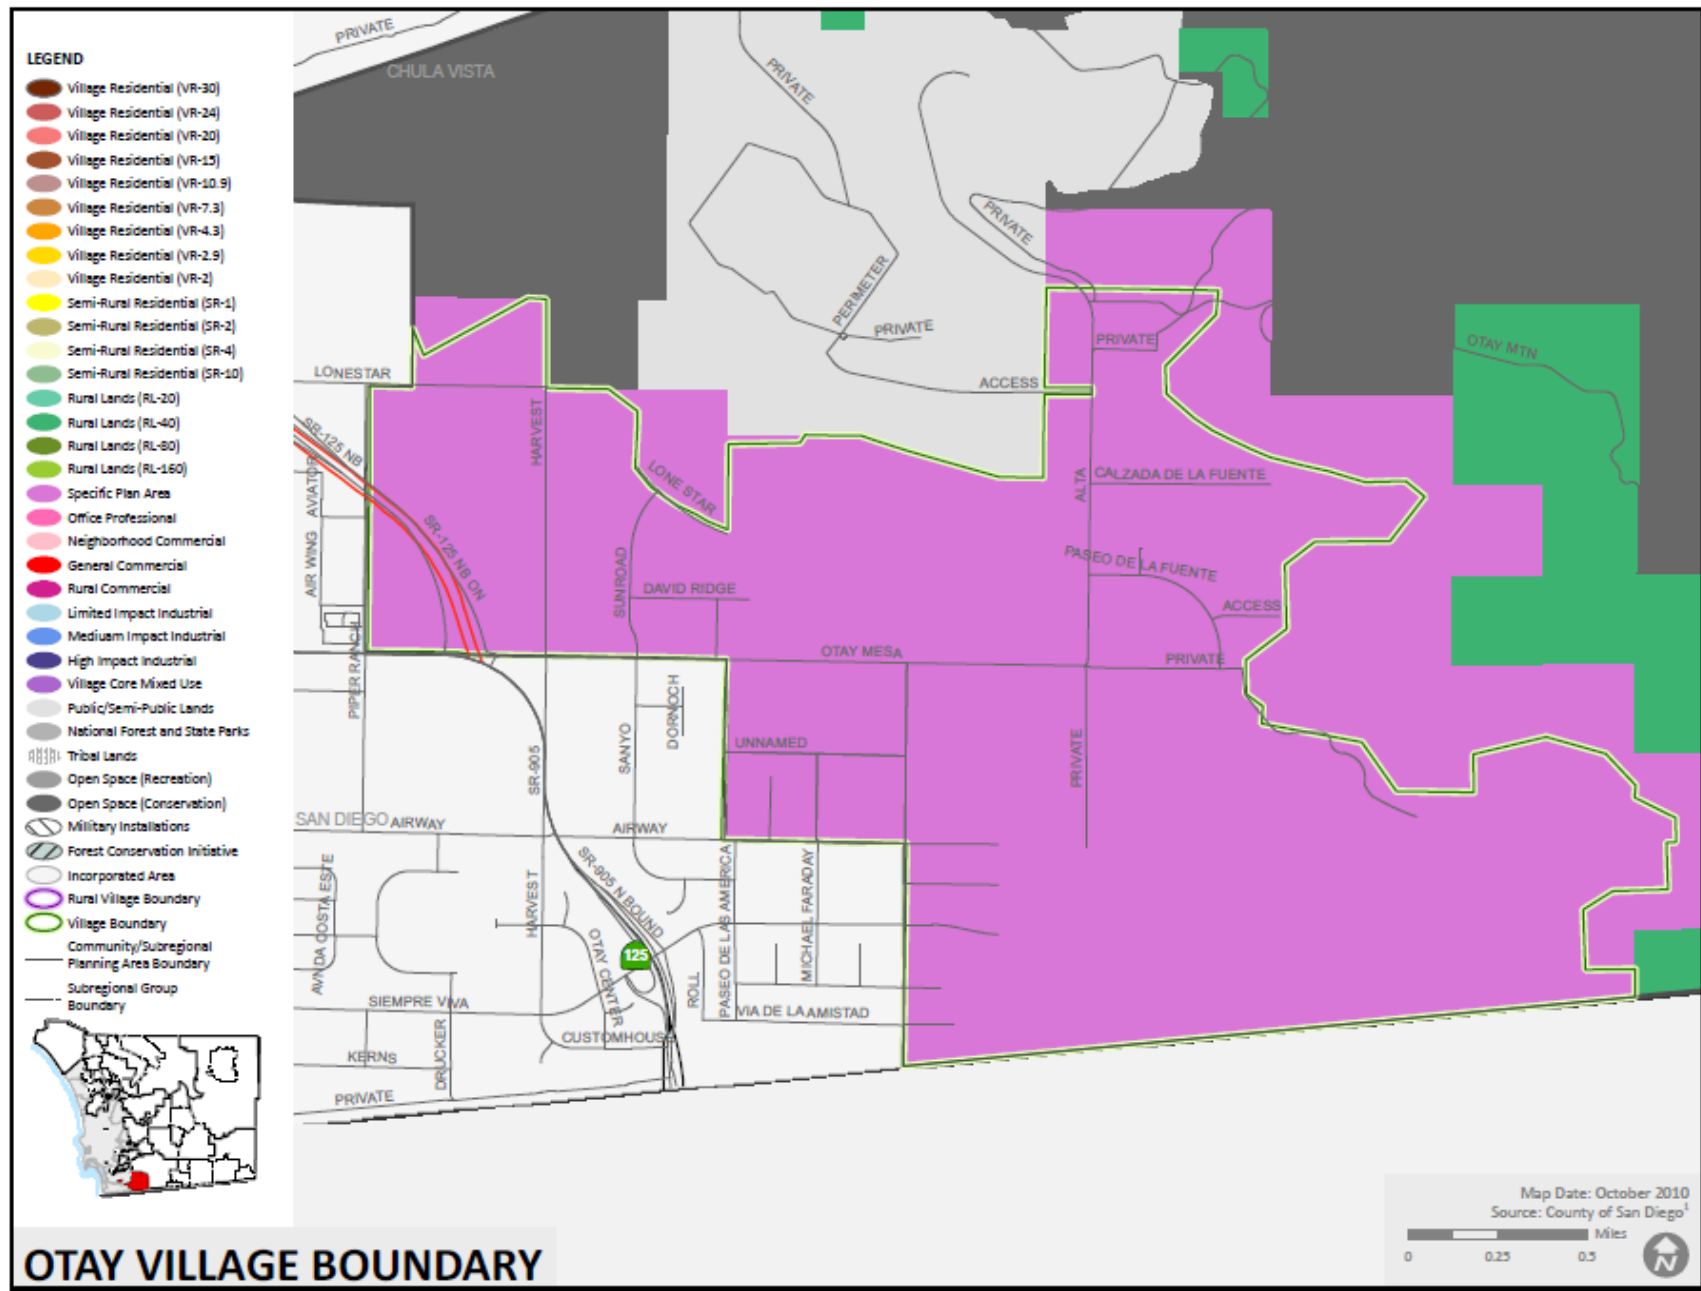 LEGEND
Village Residential (VR-30)
Village Residential (VR-24)
Village Residential (VR-20)
Village Residential (VR-15)
Village Residential (VR-10.9)
Village Residential (VR-7.3)
Village Residential (VR-4.3)
Village Residential (VR-2.9)
Village Residential (VR-2)
Semi-Rural Residential (SR-1)
Semi-Rural Residential (SR-2)
Semi-Rural Residential (SR-4)
Semi-Rural Residential (SR-10)
Rural Lands (RL-20)
Rural Lands (RL-40)
Rural Lands (RL-80)
Rural Lands (RL-160)
Specific Plan Area
Office Professional
Neighborhood Commercial
General Commercial
Rural Commercial
Limited Impact Industrial
Mediuam Impact Industrial
High Impact Industrial
Village Core Mixed Use
Public/Semi-Public Lands
National Forest and State Parks
Tribal Lands
Open Space (Recreation)
Open Space (Conservation)
Military Installations
Forest Conservation Initiative
Incorporated Area
Rural Village Boundary
Village Boundary
Community/Subregional
Planning Area Boundary
Subregional Group
Boundary
PRIVATE
CHULA VISTA
PRIVATE
PRIVATE
PERIMETER
PRIVATE
PRIVATE
OTAY MTN
LONESTAR
ACCESS
HARVEST
SR-125 NB
AVIATOR
LONE STAR
ALTA
CALZADA DE LA FUENTE
SR-125 NB ON
AIR WING
SUNROAD
DAVID RIDGE
PASEO DE LA FUENTE
ACCESS
PIPER RANCH
OTAY MESA
PRIVATE
DORNOCH
SANYO
UNNAMED
SR-905
PRIVATE
SAN DIEGO
AIRWAY
AIRWAY
AVNDA COSTA ESTE
HARVEST
SR-905 N BOUND
PASEO DE LAS AMERICA
MICHAEL FARADAY
OTAY CENTER
125
ROLL
SIEMPRE VIVA
VIA DE LA AMISTAD
CUSTOMHOUSE
KERNS
DRUCKER
PRIVATE
Map Date: October 2010
Source: County of San Diego1
Miles
0 0.25 0.5
N
OTAY VILLAGE BOUNDARY